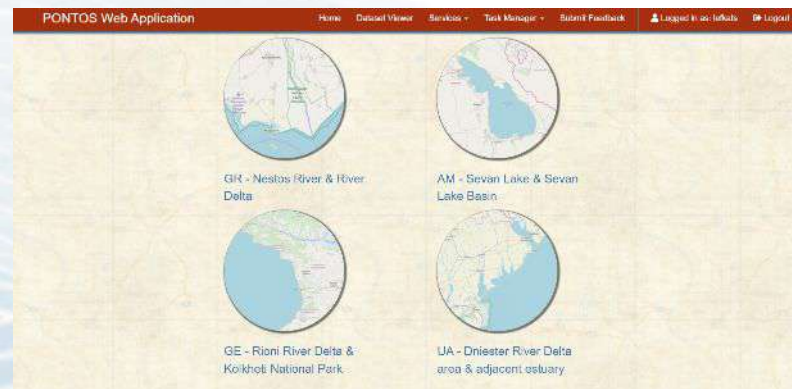 PONTOS Web Application
Home Dataset Viewer Services Task Manager Submit Feedback Logged in as: lefkats Logout
GR - Nestos River & River
Delta
AM - Sevan Lake & Sevan
Lake Basin
GE - Rioni River Delta &
Kolkheti National Park
UA - Dniester River Delta
area & adjacent estuary